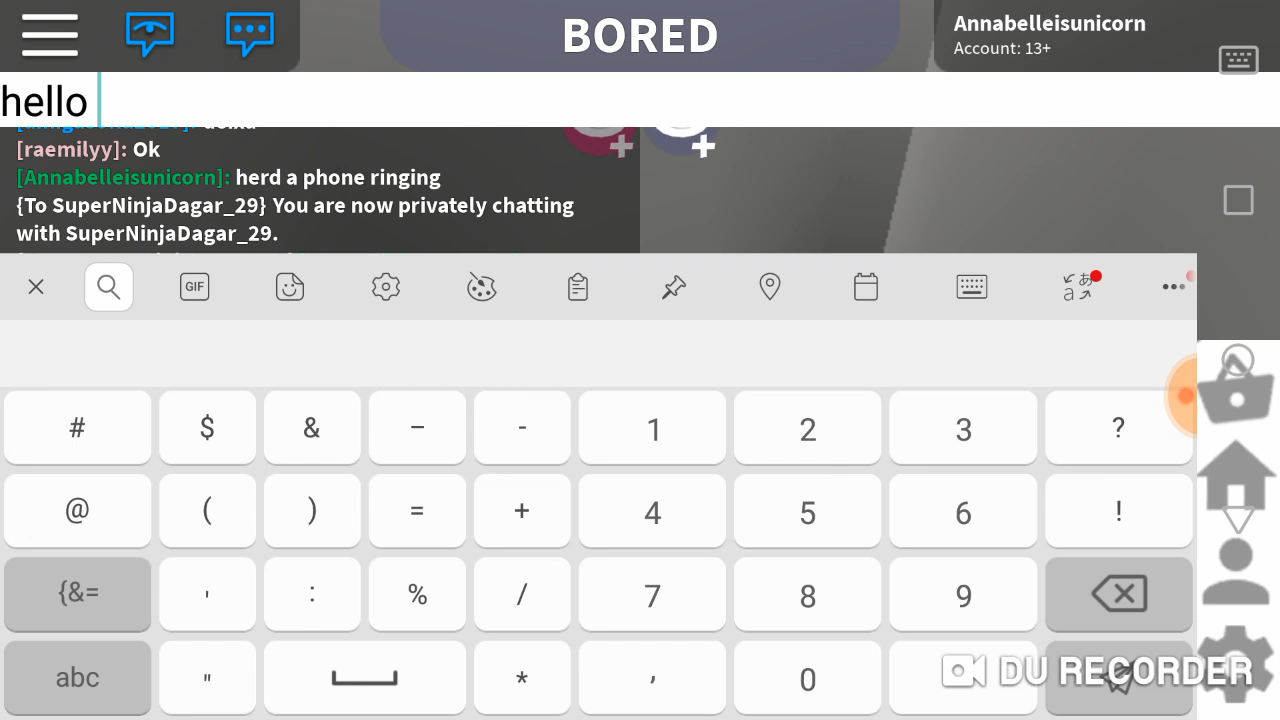 BORED
Annabelleisunicorn
Account: 13+
hello
[raemilyy]: Ok
[Annabelleisunicorn]: herd a phone ringing
{To SuperNinjaDagar_29} You are now privately chatting
with SuperNinjaDagar_29.
GIF
# $ & – - 1 2 3 ?
@ ( ) = + 4 5 6 !
{&= ' : % / 7 8 9
abc " * , 0
DU RECORDER